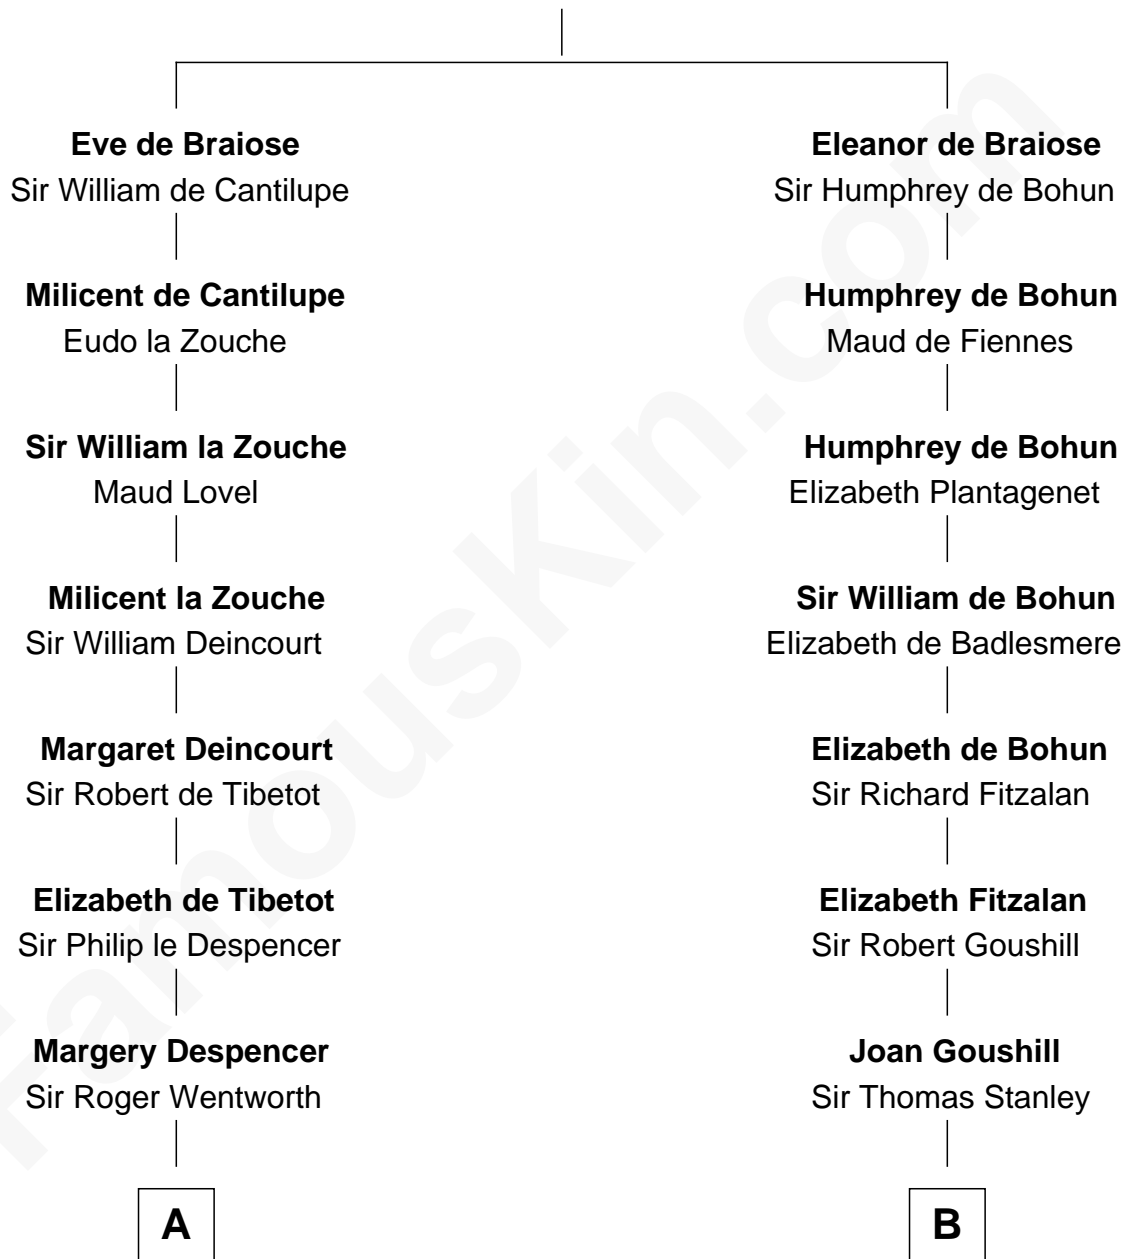 Eve de Braiose
Sir William de Cantilupe
Milicent de Cantilupe
Eudo la Zouche
Sir William la Zouche
Maud Lovel
Milicent la Zouche
Sir William Deincourt
Margaret Deincourt
Sir Robert de Tibetot
Elizabeth de Tibetot
Sir Philip le Despencer
Margery Despencer
Sir Roger Wentworth
A
Eleanor de Braiose
Sir Humphrey de Bohun
Humphrey de Bohun
Maud de Fiennes
Humphrey de Bohun
Elizabeth Plantagenet
Sir William de Bohun
Elizabeth de Badlesmere
Elizabeth de Bohun
Sir Richard Fitzalan
Elizabeth Fitzalan
Sir Robert Goushill
Joan Goushill
Sir Thomas Stanley
B
FamousKin.com